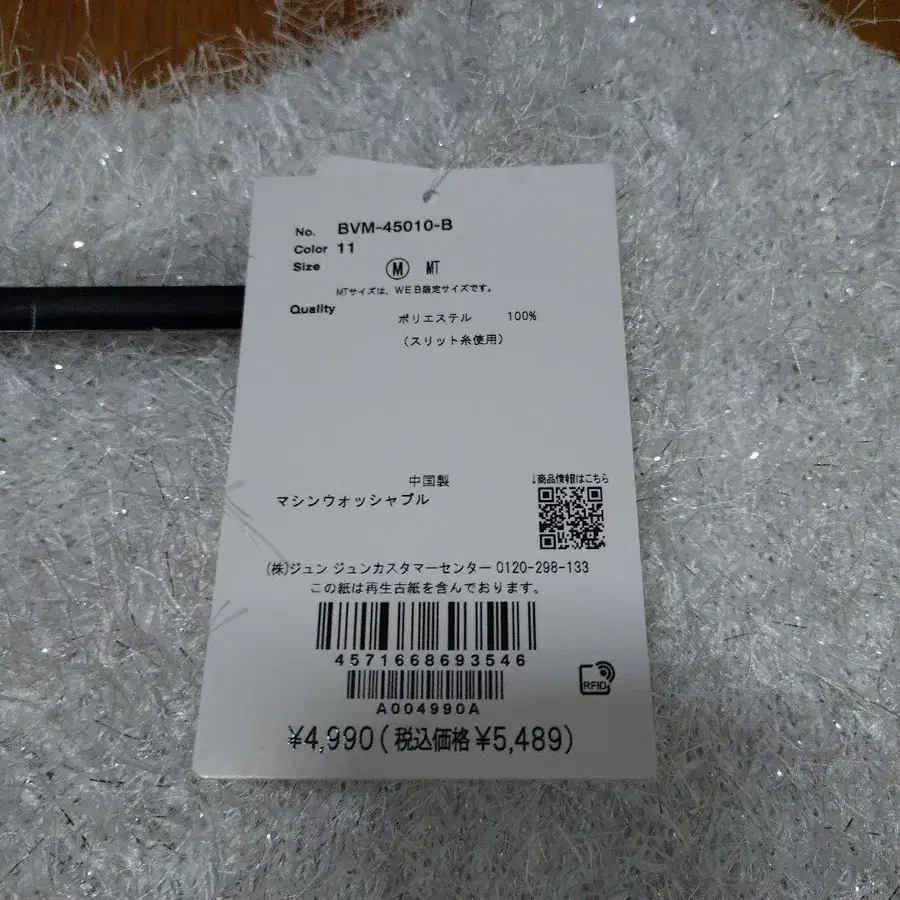 No. BVM-45010-B
Color 11
Size Ⓜ MT
MTサイズは、WEB限定サイズです。
Quality
ポリエステル 100%
(スリット糸使用)
中国製
↓商品情報はこちら
マシンウォッシャブル
(株)ジュン ジュンカスタマーセンター 0120-298-133
この紙は再生古紙を含んでおります。
4571668693546
RFID
A004990A
¥4,990(税込価格¥5,489)